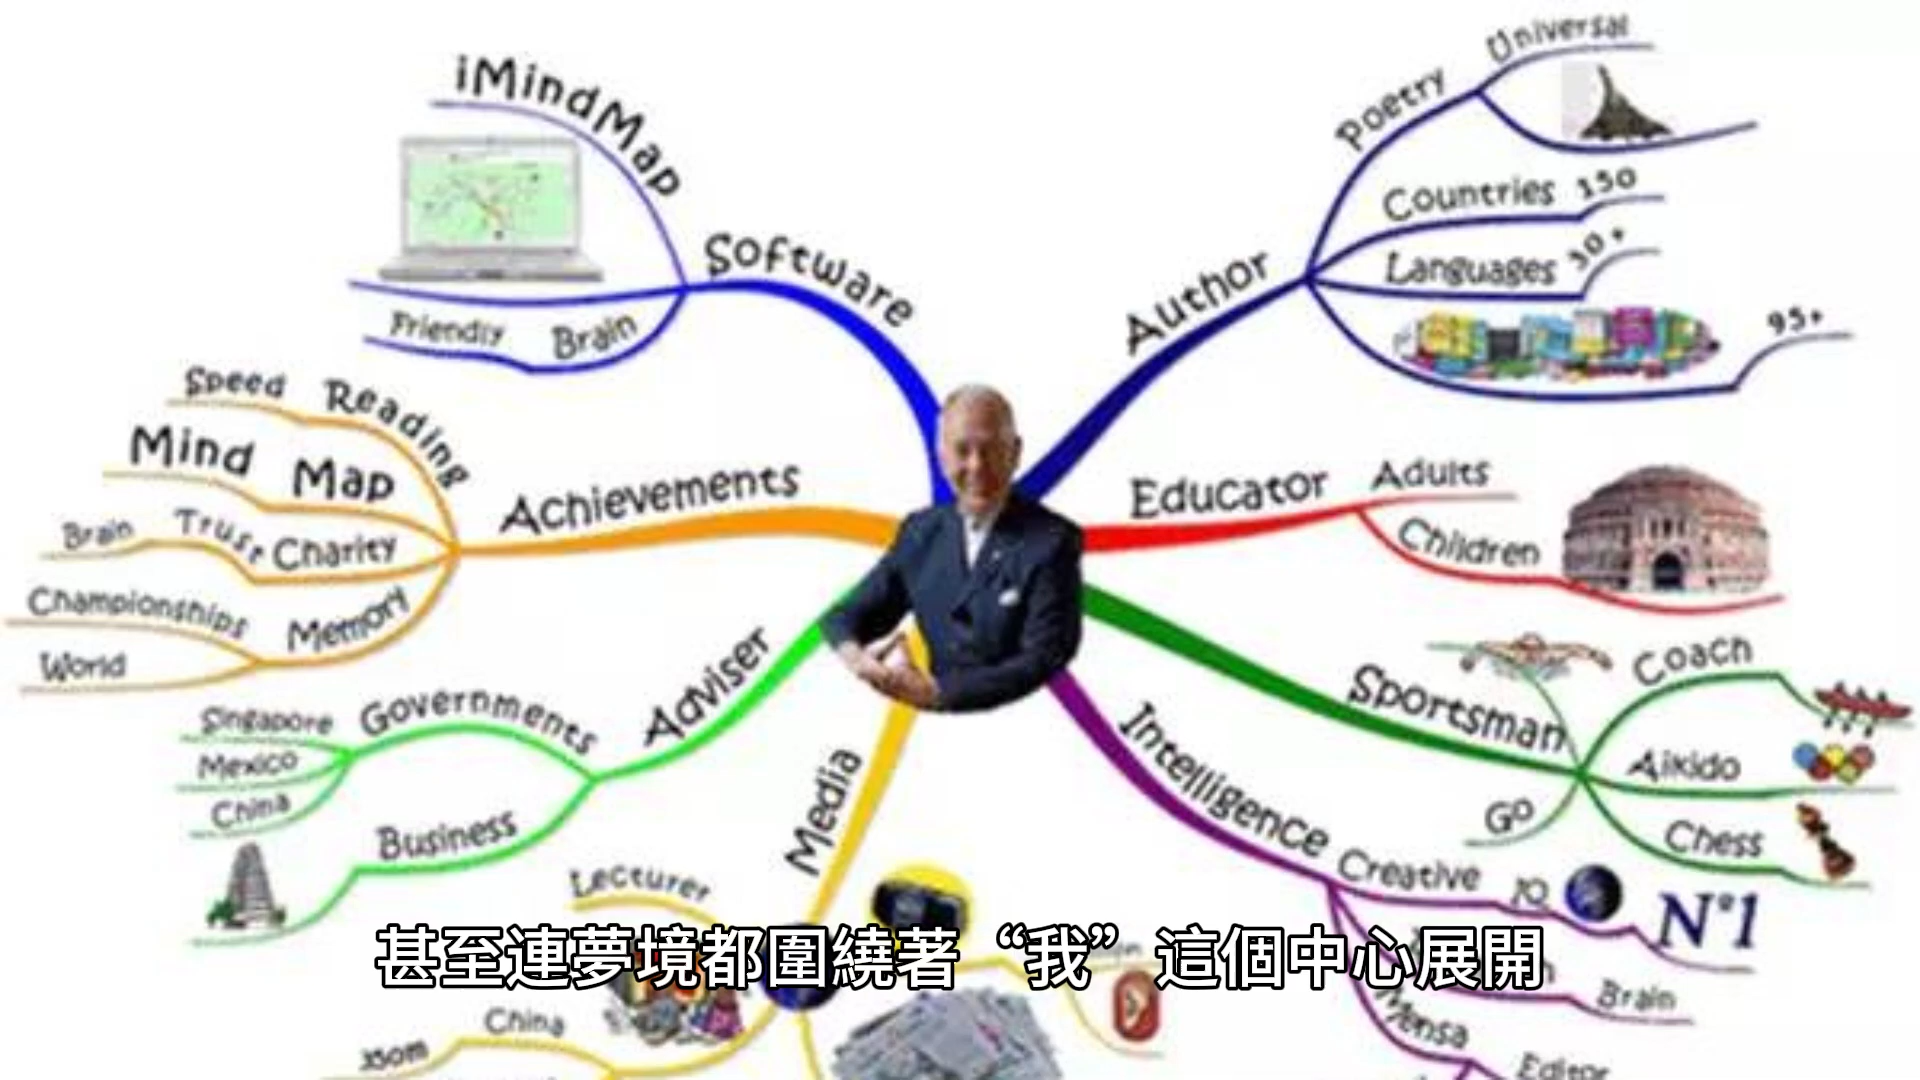 iMindMap
Software
Friendly Brain
Author
Poetry
Universal
Countries 150
Languages 30+
95+
Speed Reading
Mind Map
Brain Trust Charity
Championships
World
Memory
Achievements
Educator
Adults
Children
Adviser
Governments
Singapore
Mexico
China
Business
Sportsman
Coach
Aikido
Go
Chess
Intelligence
Creative IQ
Nº1
Brain
Mensa
Editor
Media
Lecturer
China
350m
甚至連夢境都圍繞著“我”這個中心展開